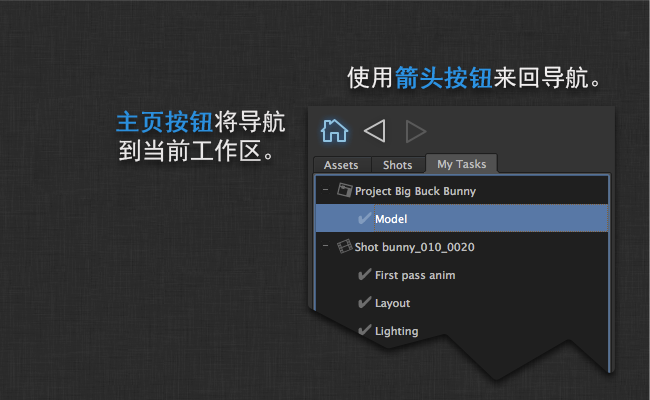 使用箭头按钮来回导航。
主页按钮将导航
到当前工作区。
Assets Shots My Tasks
Project Big Buck Bunny
Model
Shot bunny_010_0020
First pass anim
Layout
Lighting